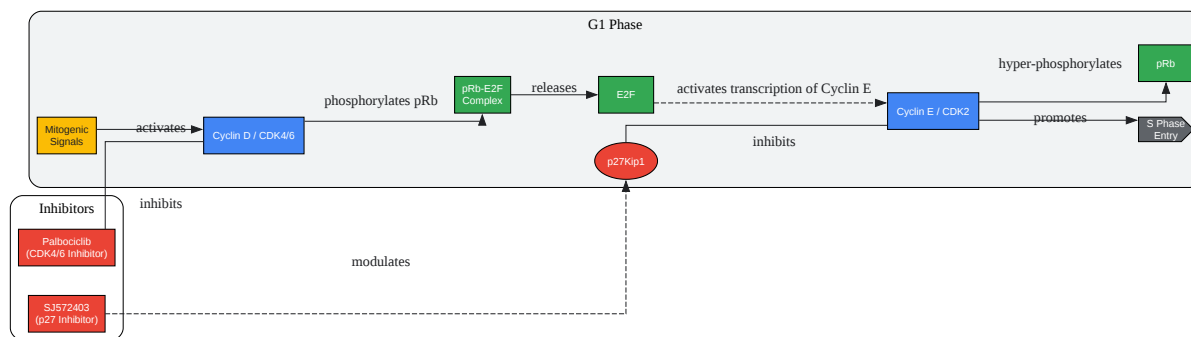 G1 Phase
hyper-phosphorylates
pRb
pRb-E2F
Complex
releases
E2F
activates transcription of Cyclin E
phosphorylates pRb
Cyclin E / CDK2
promotes
S Phase
Entry
Mitogenic
Signals
activates
Cyclin D / CDK4/6
inhibits
p27Kip1
inhibits
Inhibitors
Palbociclib
(CDK4/6 Inhibitor)
modulates
SJ572403
(p27 Inhibitor)